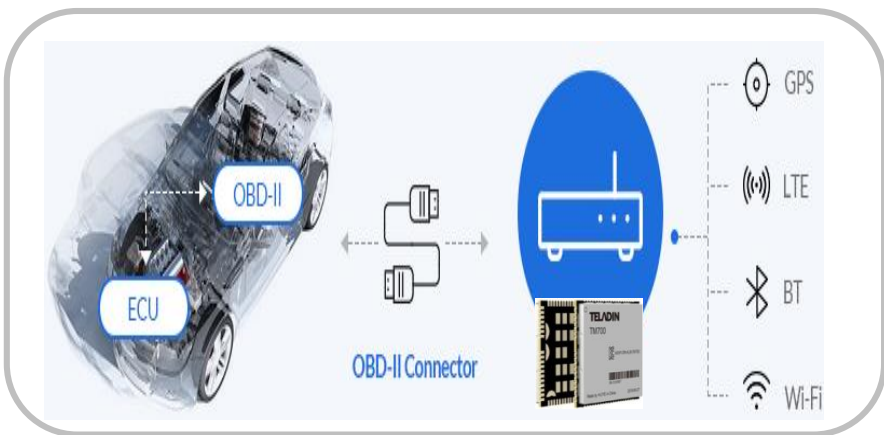 OBD-II
ECU
OBD-II Connector
TELADIN
TM700
GPS
LTE
BT
Wi-Fi